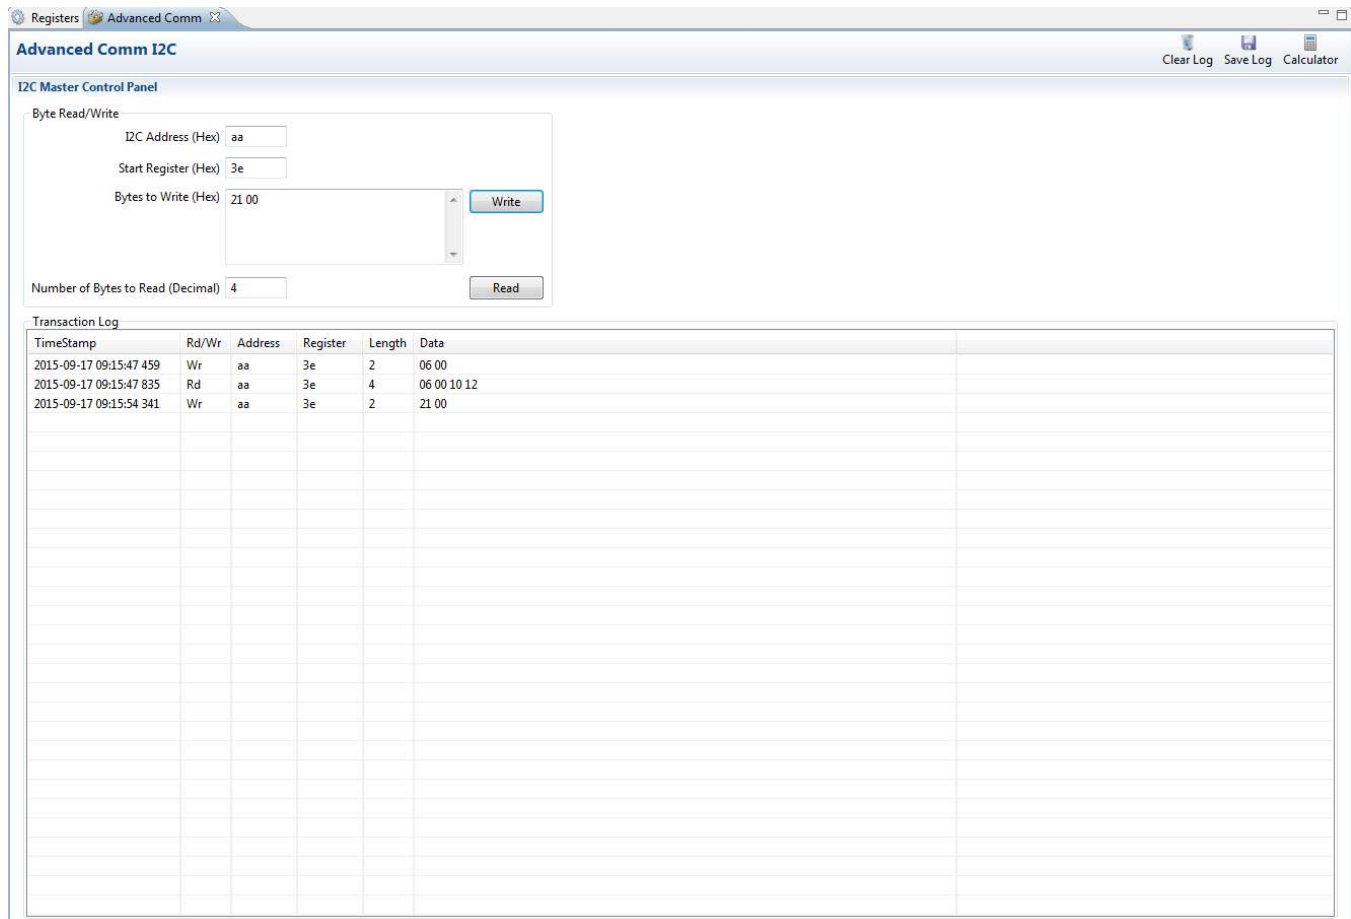 Registers Advanced Comm
Advanced Comm I2C
Clear Log Save Log Calculator
I2C Master Control Panel
Byte Read/Write
I2C Address (Hex) aa
Start Register (Hex) 3e
Bytes to Write (Hex) 21 00 Write
Number of Bytes to Read (Decimal) 4 Read
Transaction Log
TimeStamp Rd/Wr Address Register Length Data
2015-09-17 09:15:47 459 Wr aa 3e 2 06 00
2015-09-17 09:15:47 835 Rd aa 3e 4 06 00 10 12
2015-09-17 09:15:54 341 Wr aa 3e 2 21 00